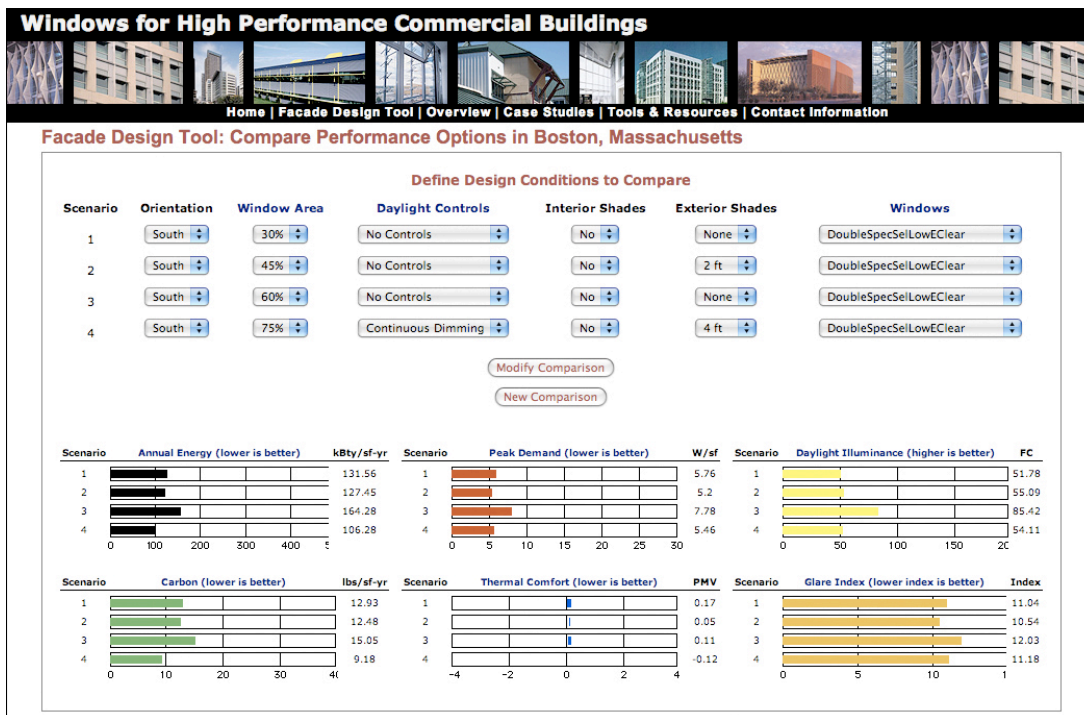 Windows for High Performance Commercial Buildings
Home | Facade Design Tool | Overview | Case Studies | Tools & Resources | Contact Information
Facade Design Tool: Compare Performance Options in Boston, Massachusetts
Define Design Conditions to Compare
Scenario Orientation Window Area Daylight Controls Interior Shades Exterior Shades Windows
1 South 30% No Controls No None DoubleSpecSelLowEClear
2 South 45% No Controls No 2 ft DoubleSpecSelLowEClear
3 South 60% No Controls No None DoubleSpecSelLowEClear
4 South 75% Continuous Dimming No 4 ft DoubleSpecSelLowEClear
Modify Comparison
New Comparison
Scenario Annual Energy (lower is better) kBty/sf-yr Scenario Peak Demand (lower is better) W/sf Scenario Daylight Illuminance (higher is better) FC
1 131.56 1 5.76 1 51.78
2 127.45 2 5.2 2 55.09
3 164.28 3 7.78 3 85.42
4 106.28 4 5.46 4 54.11
0 100 200 300 400 5 0 5 10 15 20 25 30 0 50 100 150 20
Scenario Carbon (lower is better) lbs/sf-yr Scenario Thermal Comfort (lower is better) PMV Scenario Glare Index (lower index is better) Index
1 12.93 1 0.17 1 11.04
2 12.48 2 0.05 2 10.54
3 15.05 3 0.11 3 12.03
4 9.18 4 -0.12 4 11.18
0 10 20 30 40 -4 -2 0 2 4 0 5 10 1